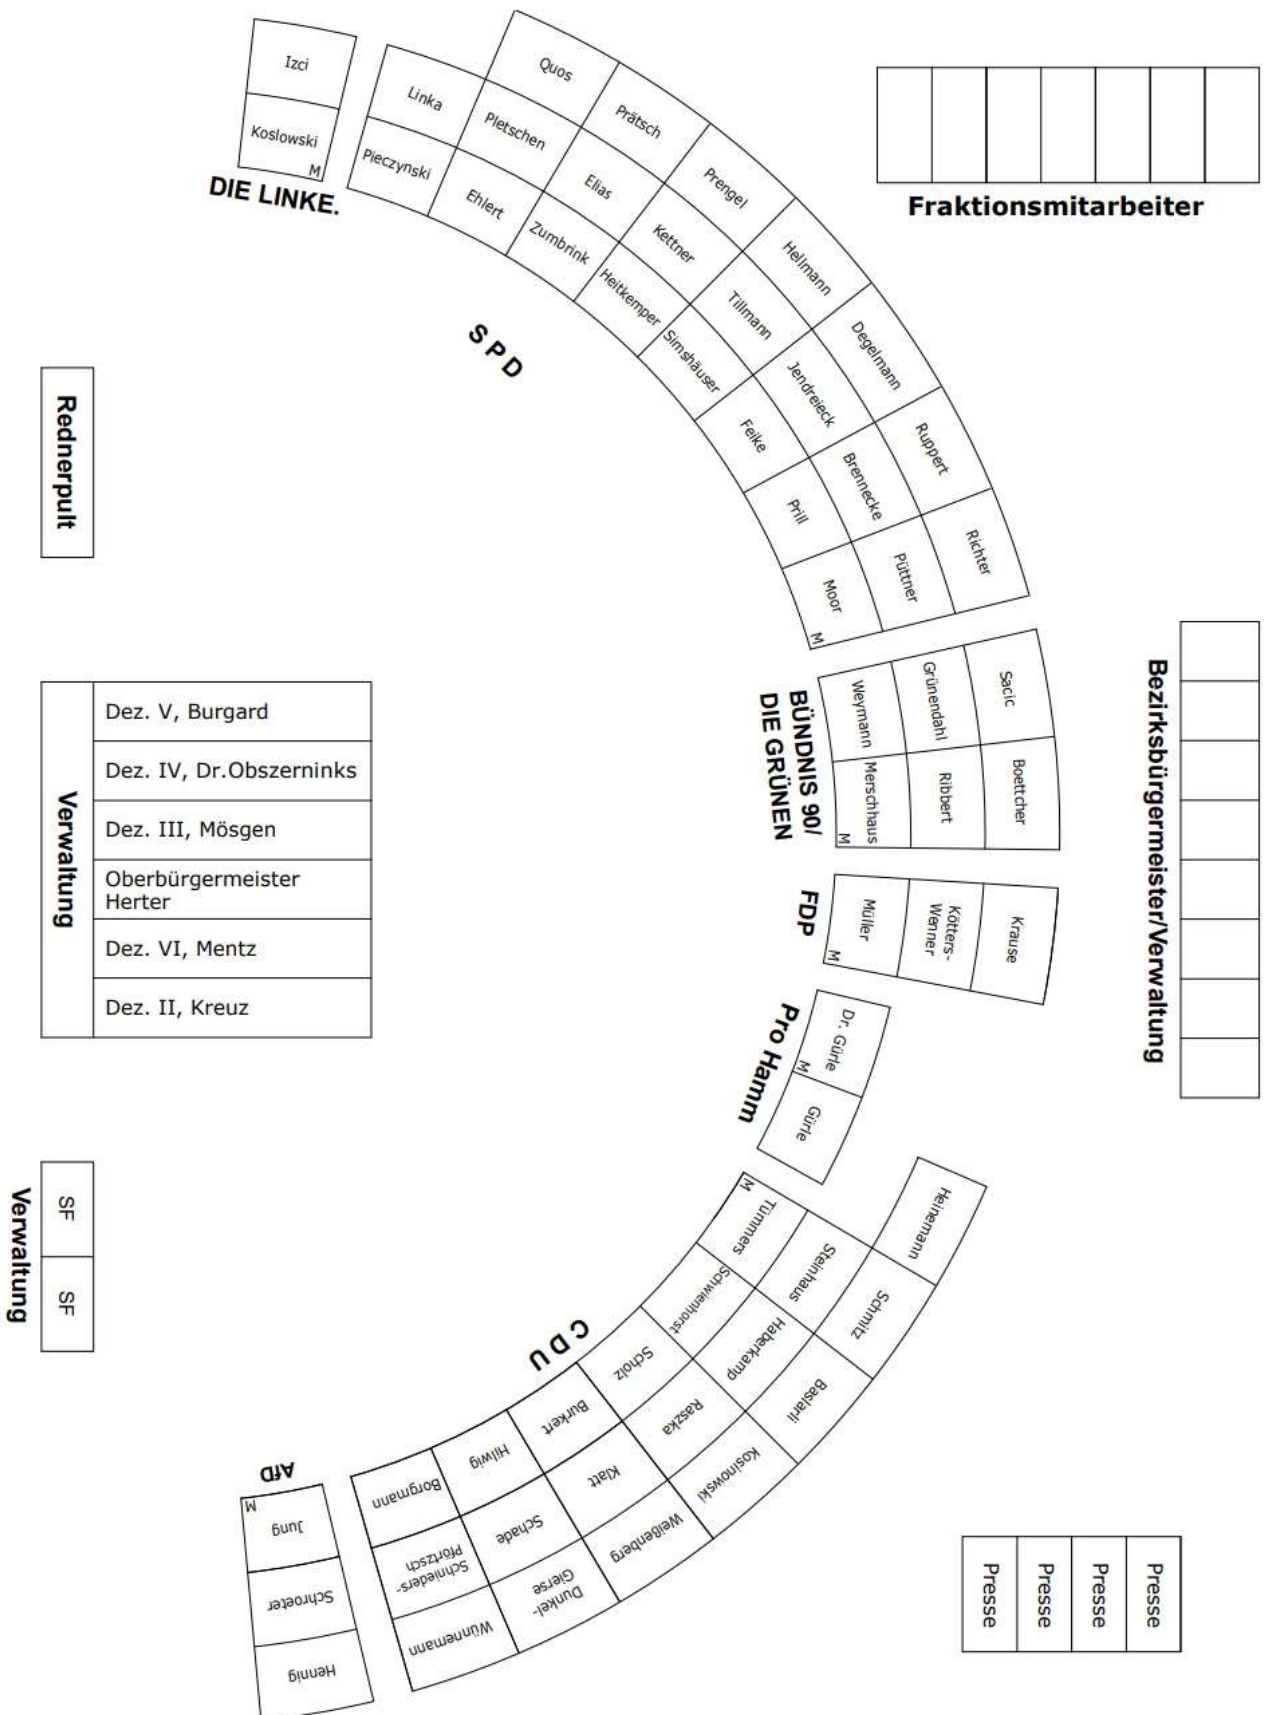 Izci
Koslowski
M
DIE LINKE.
Linka
Pieczynski
Quos
Pletschen
Ehlert
Prätsch
Elias
Zumbrink
Prengel
Kettner
Heitkemper
Hellmann
Tillmann
Simshäuser
Degelmann
Jendreieck
Feike
Ruppert
Brennecke
Prill
Richter
Püttner
Moor
M
SPD
Fraktionsmitarbeiter
Rednerpult
Sacic
Grünendahl
Weymann
Boettcher
Ribbert
Merschhaus
M
BÜNDNIS 90/
DIE GRÜNEN
Bezirksbürgermeister/Verwaltung
Verwaltung
Dez. V, Burgard
Dez. IV, Dr.Obszerninks
Dez. III, Mösgen
Oberbürgermeister
Herter
Dez. VI, Mentz
Dez. II, Kreuz
FDP
Müller
M
Kötters-
Wenner
Krause
Pro Hamm
Dr. Gürle
M
Gürle
Verwaltung
SF
SF
Heinemann
M
Tümmers
Steinhaus
Schmitz
Schwienhorst
Haberkamp
Baslarli
Scholz
Raszka
Kosinowski
CDU
Burkert
Klatt
Weißenberg
Hilwig
Schade
Dunkel-
Gierse
Borgmann
Schnieders-
Pförtzsch
Wünnemann
AfD
M
Jung
Schroeter
Hennig
Presse
Presse
Presse
Presse